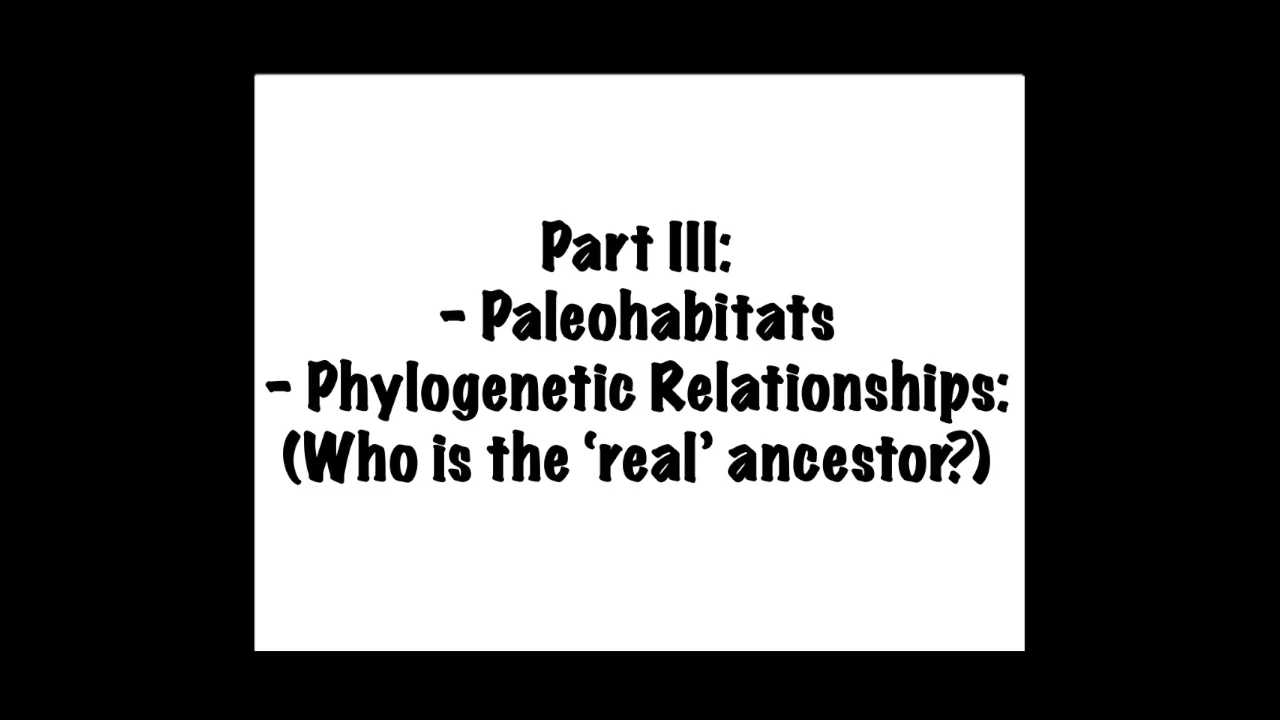 Part III:
- Paleohabitats
- Phylogenetic Relationships:
(Who is the ‘real’ ancestor?)